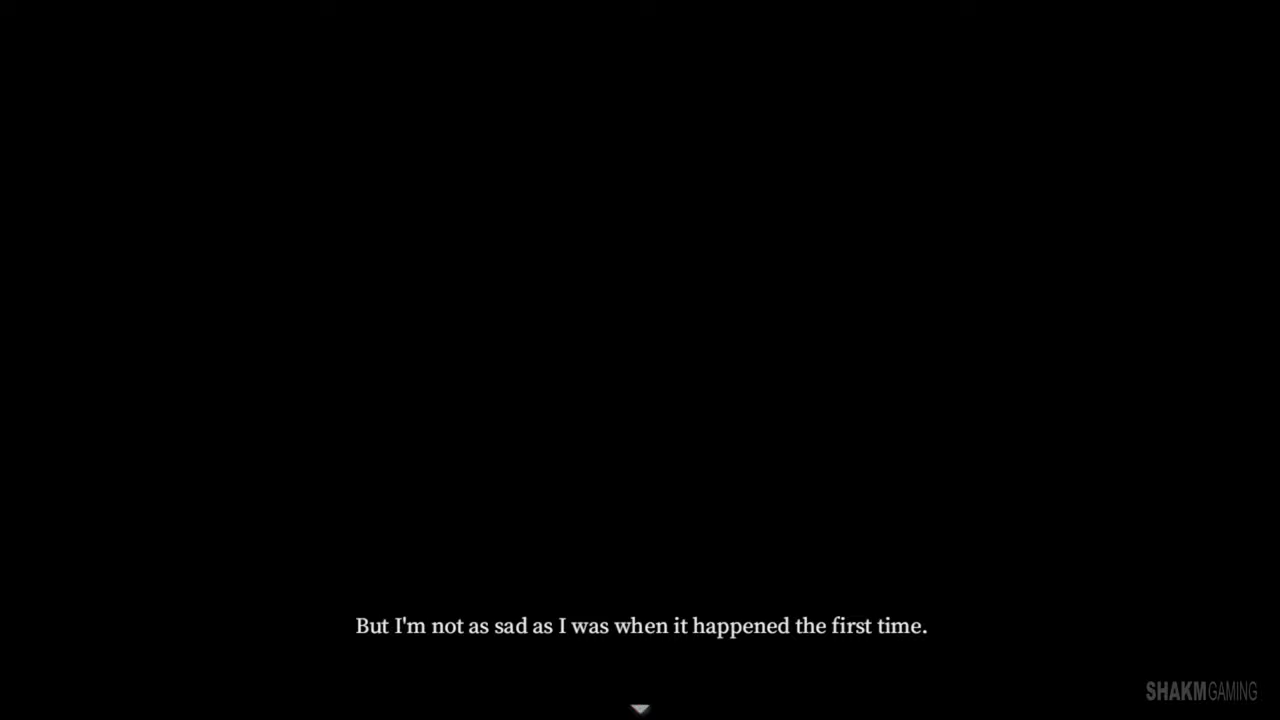 But I'm not as sad as I was when it happened the first time.
SHAKMGAMING